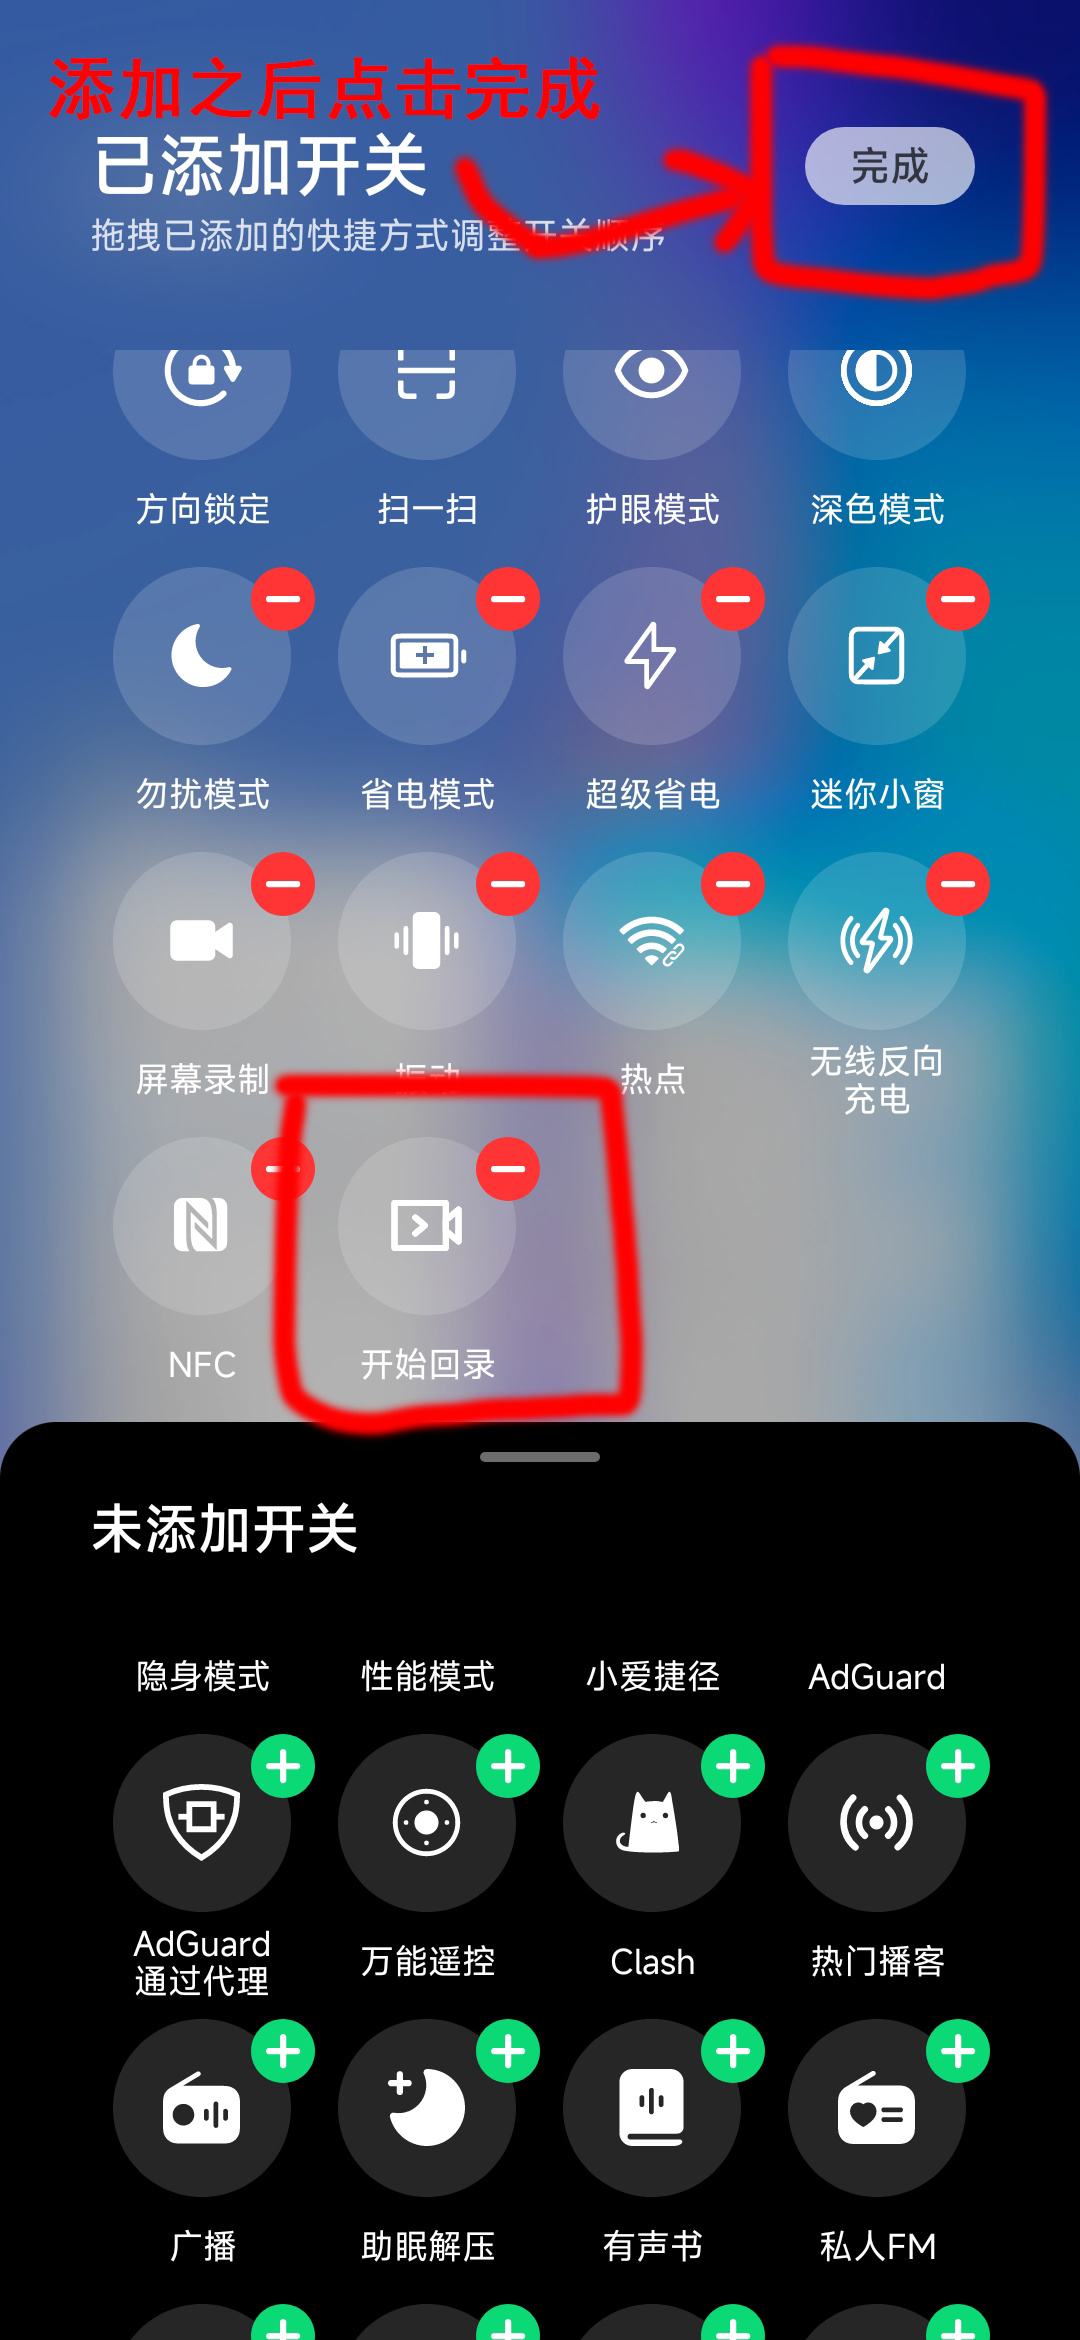 添加之后点击完成
已添加开关
完成
拖拽已添加的快捷方式调整开关顺序
方向锁定
扫一扫
护眼模式
深色模式
勿扰模式
省电模式
超级省电
迷你小窗
屏幕录制
振动
热点
无线反向
充电
NFC
开始回录
未添加开关
隐身模式
性能模式
小爱捷径
AdGuard
AdGuard
通过代理
万能遥控
Clash
热门播客
广播
助眠解压
有声书
私人FM